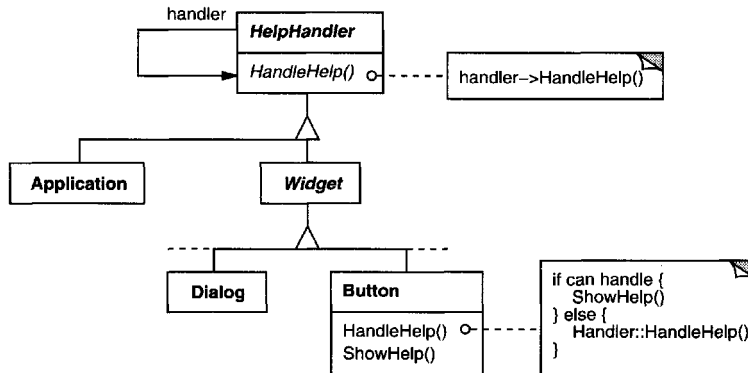 handler
HelpHandler
HandleHelp()
handler–>HandleHelp()
Application
Widget
Dialog
Button
HandleHelp()
ShowHelp()
if can handle {
ShowHelp()
} else {
Handler::HandleHelp()
}